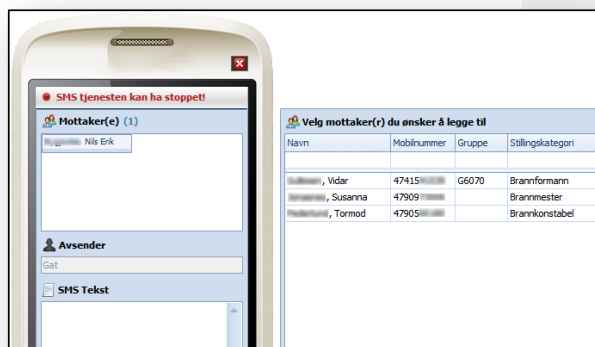 SMS tjenesten kan ha stoppet!
Mottaker(e) (1)
Nils Erik
Avsender
Gat
SMS Tekst
Velg mottaker(r) du ønsker å legge til
Navn Mobilnummer Gruppe Stillingskategori
, Vidar 47415 G6070 Brannformann
, Susanna 47909 Brannmester
, Tormod 47905 Brannkonstabel